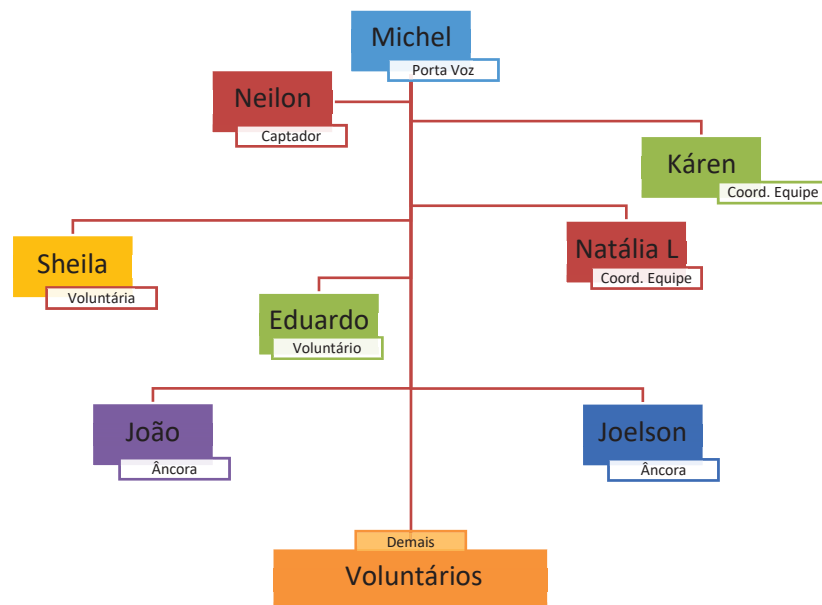 Michel
Porta Voz
Neilon
Captador
Káren
Coord. Equipe
Sheila
Voluntária
Natália L
Coord. Equipe
Eduardo
Voluntário
João
Âncora
Joelson
Âncora
Demais
Voluntários